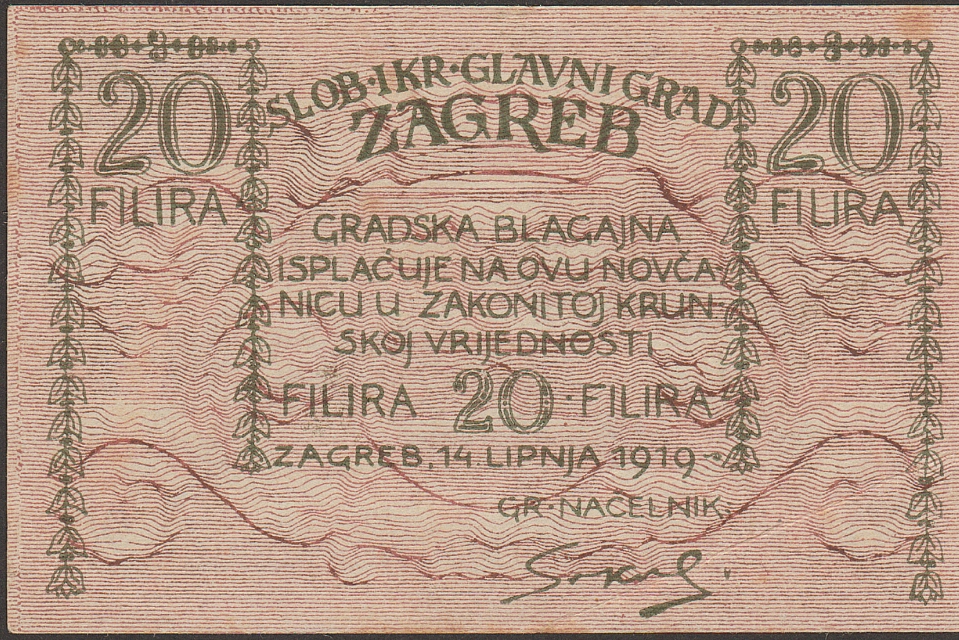 20
FILIRA
SLOB·I KR·GLAVNI GRAD
ZAGREB
20
FILIRA
GRADSKA BLAGAJNA
ISPLAĆUJE NA OVU NOVČA
NICU U ZAKONITOJ KRUN
SKOJ VRIJEDNOSTI
FILIRA 20·FILIRA
ZAGREB, 14. LIPNJA 1919-
GR·NAČELNIK